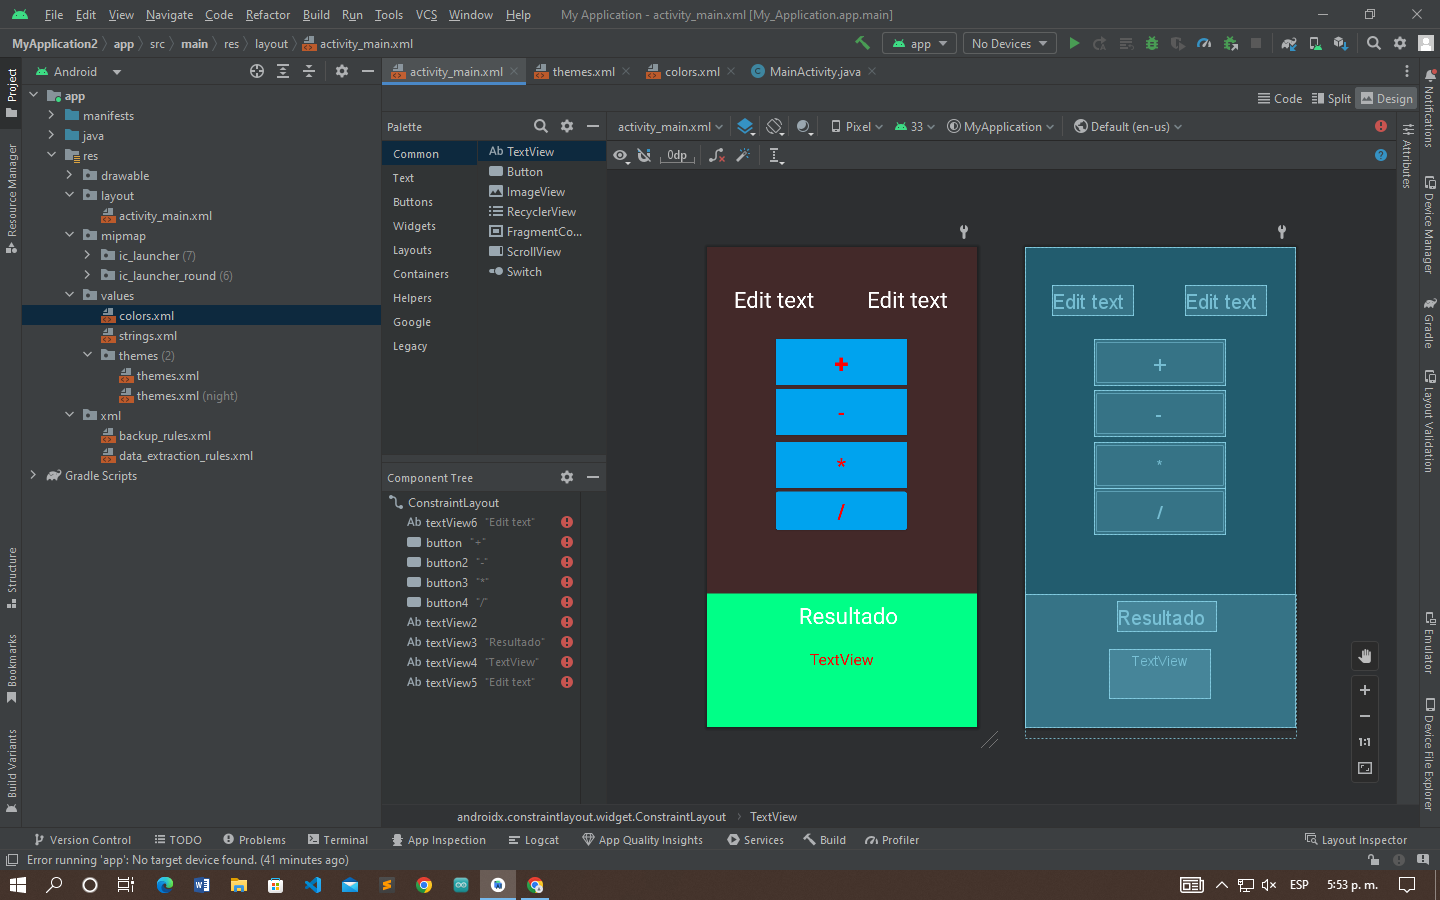 File Edit View Navigate Code Refactor Build Run Tools VCS Window Help My Application - activity_main.xml [My_Application.app.main]
MyApplication2 app src main res layout activity_main.xml app No Devices
Android activity_main.xml themes.xml colors.xml MainActivity.java
Code Split Design
Palette activity_main.xml Pixel 33 MyApplication Default (en-us)
0dp
Common
Text
Buttons
Widgets
Layouts
Containers
Helpers
Google
Legacy
Ab TextView
Button
ImageView
RecyclerView
FragmentCo...
ScrollView
Switch
app
manifests
java
res
drawable
layout
activity_main.xml
mipmap
ic_launcher (7)
ic_launcher_round (6)
values
colors.xml
strings.xml
themes (2)
themes.xml
themes.xml (night)
xml
backup_rules.xml
data_extraction_rules.xml
Gradle Scripts
Component Tree
ConstraintLayout
Ab textView6 "Edit text"
button "+"
button2 "-"
button3 "*"
button4 "/"
Ab textView2
Ab textView3 "Resultado"
Ab textView4 "TextView"
Ab textView5 "Edit text"
Edit text Edit text
+
-
*
/
Resultado
TextView
Edit text Edit text
+
-
*
/
Resultado
TextView
1:1
Project
Resource Manager
Structure
Bookmarks
Build Variants
Notifications
Attributes
Device Manager
Gradle
Layout Validation
Emulator
Device File Explorer
androidx.constraintlayout.widget.ConstraintLayout TextView
Version Control TODO Problems Terminal App Inspection Logcat App Quality Insights Services Build Profiler Layout Inspector
Error running 'app': No target device found. (41 minutes ago)
ESP 5:53 p. m.